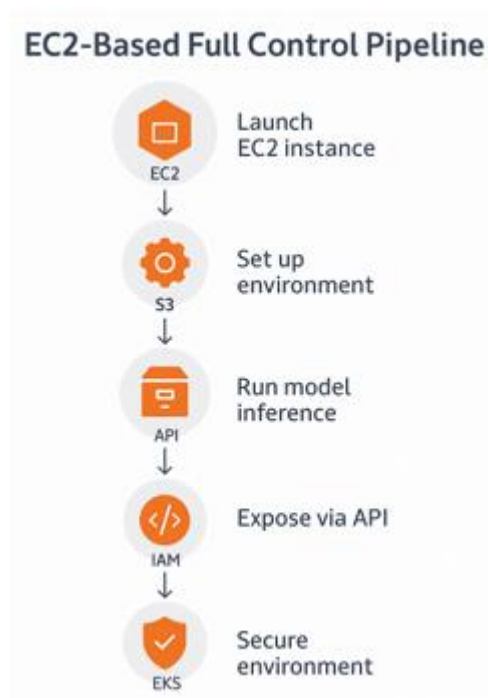 EC2-Based Full Control Pipeline
EC2
Launch
EC2 instance
S3
Set up
environment
API
Run model
inference
IAM
Expose via API
EKS
Secure
environment